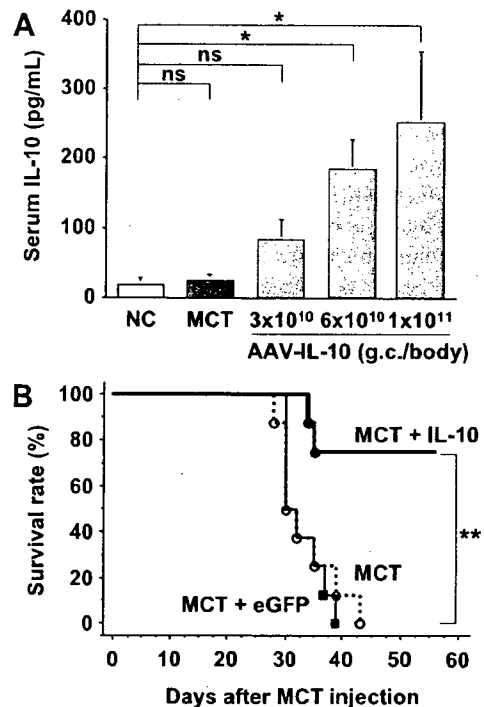 A
Serum IL-10 (pg/mL)
400
300
200
100
0
*
*
ns
ns
NC MCT 3x10¹⁰ 6x10¹⁰ 1x10¹¹
AAV-IL-10 (g.c./body)
B
Survival rate (%)
100
80
60
40
20
0
MCT + IL-10
**
MCT
MCT + eGFP
0 10 20 30 40 50 60
Days after MCT injection